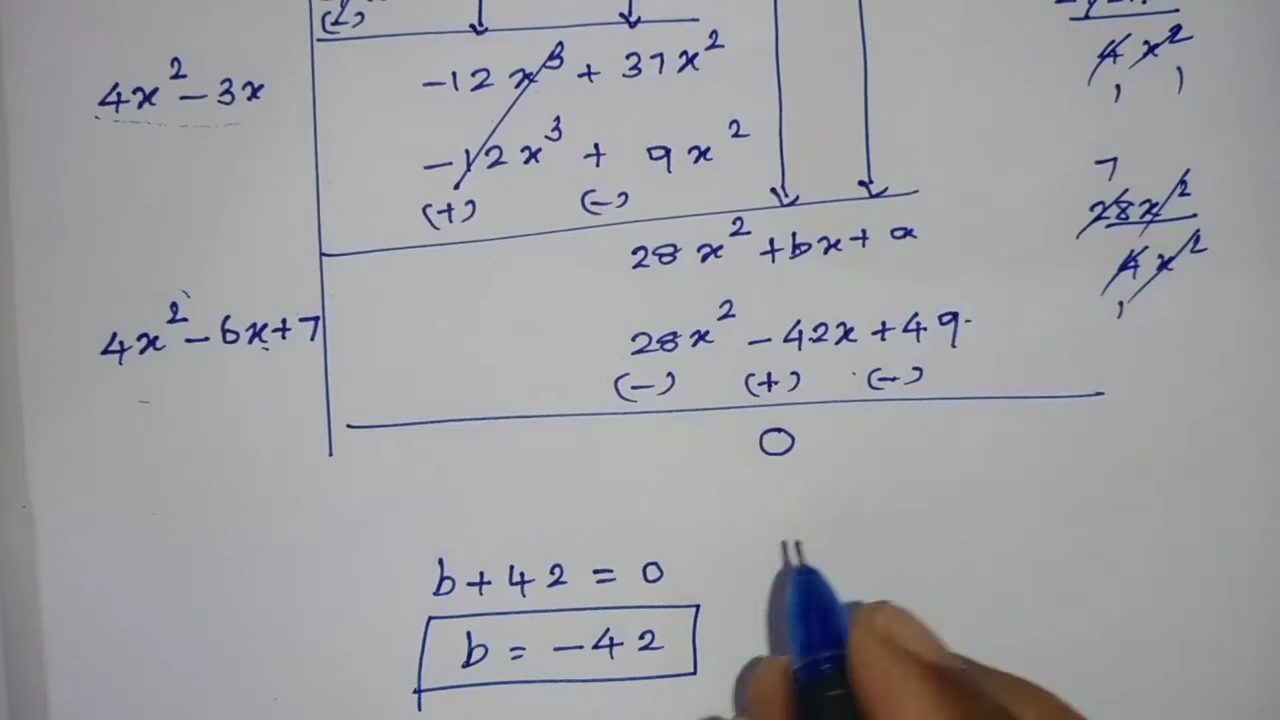 (-)
4x² - 3x
-12x³ + 37x²
4x²
-12x³ + 9x²
(+) (-)
7
28x²
4x²
28x² + bx + a
4x² - 6x + 7
28x² - 42x + 49
(-) (+) (-)
0
b + 42 = 0
b = -42